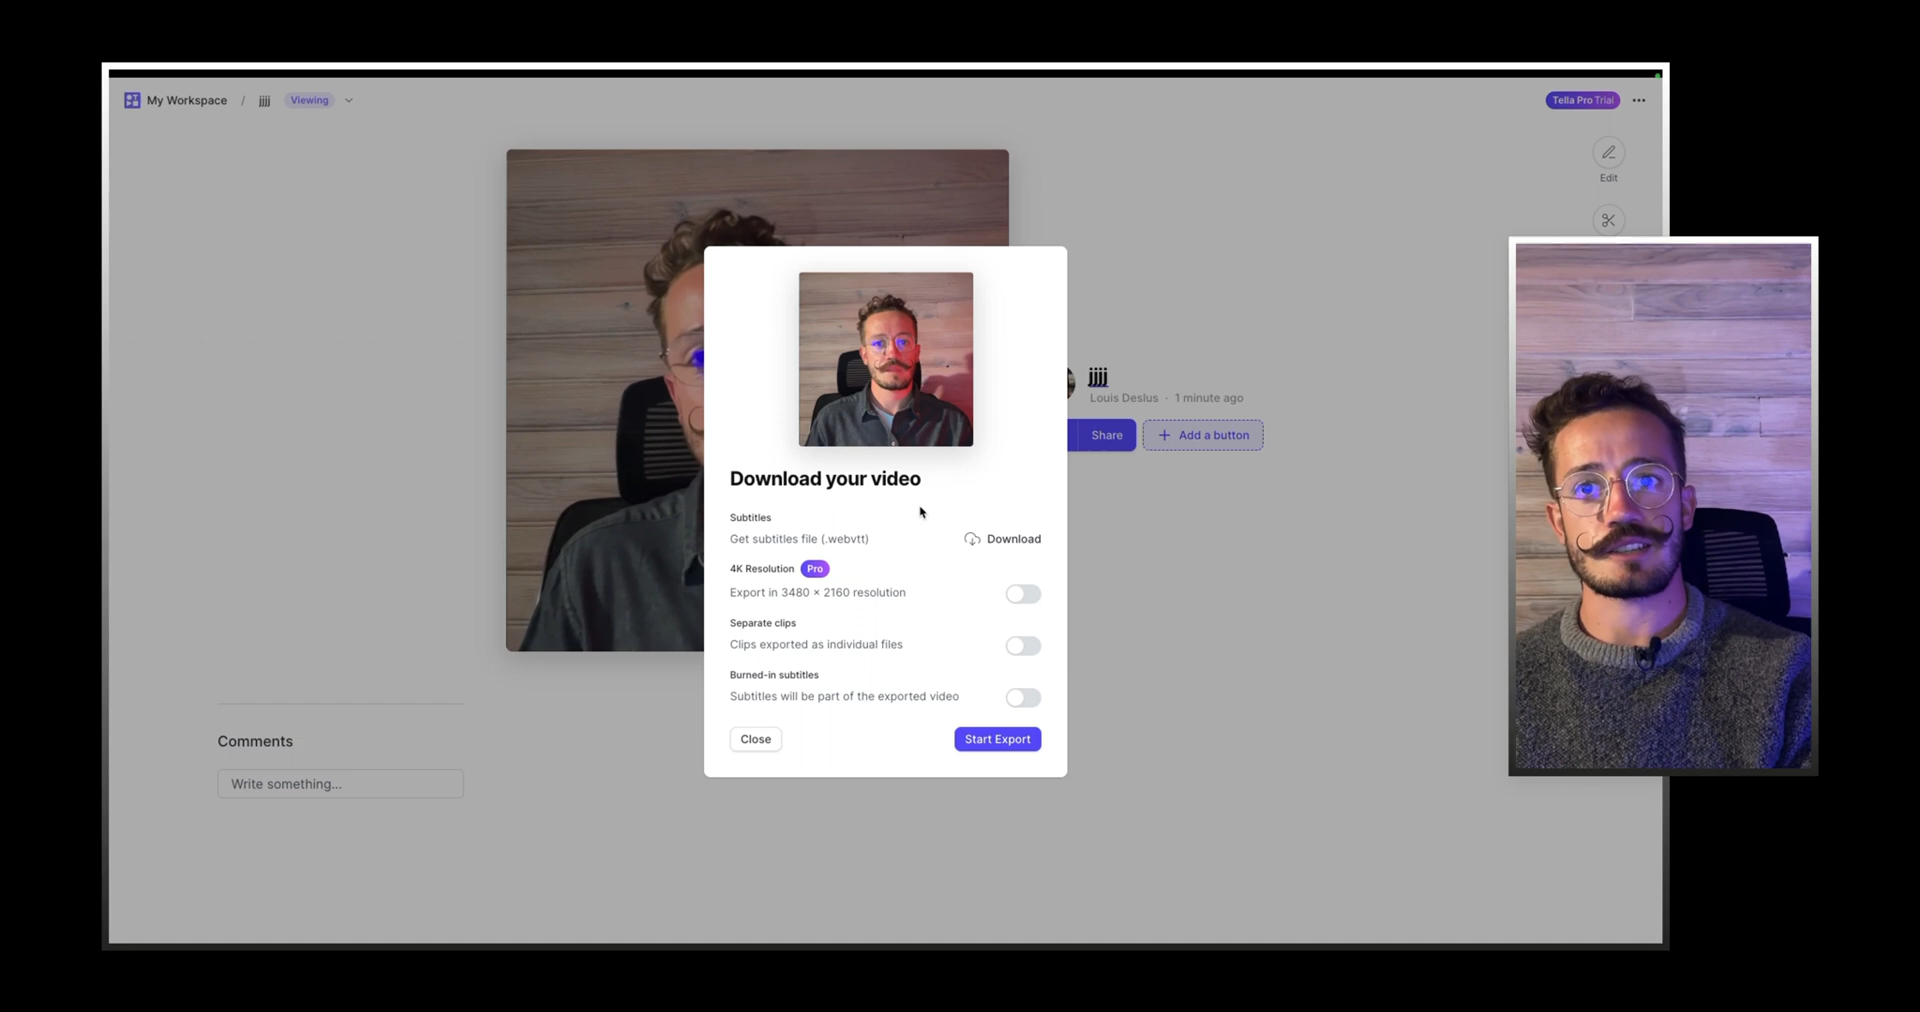 My Workspace / jjjj Viewing
Tella Pro Trial
Edit
jjjj
Louis Deslus · 1 minute ago
Share
Add a button
Download your video
Subtitles
Get subtitles file (.webvtt) Download
4K Resolution Pro
Export in 3480 × 2160 resolution
Separate clips
Clips exported as individual files
Burned-in subtitles
Subtitles will be part of the exported video
Close Start Export
Comments
Write something...